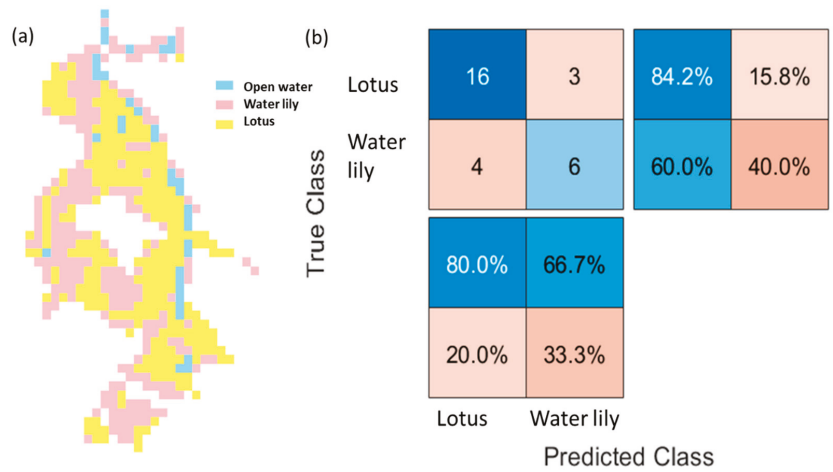 (a)
Open water
Water lily
Lotus
(b)
True Class
Lotus
16 3 84.2% 15.8%
Water
lily
4 6 60.0% 40.0%
80.0% 66.7%
20.0% 33.3%
Lotus Water lily
Predicted Class